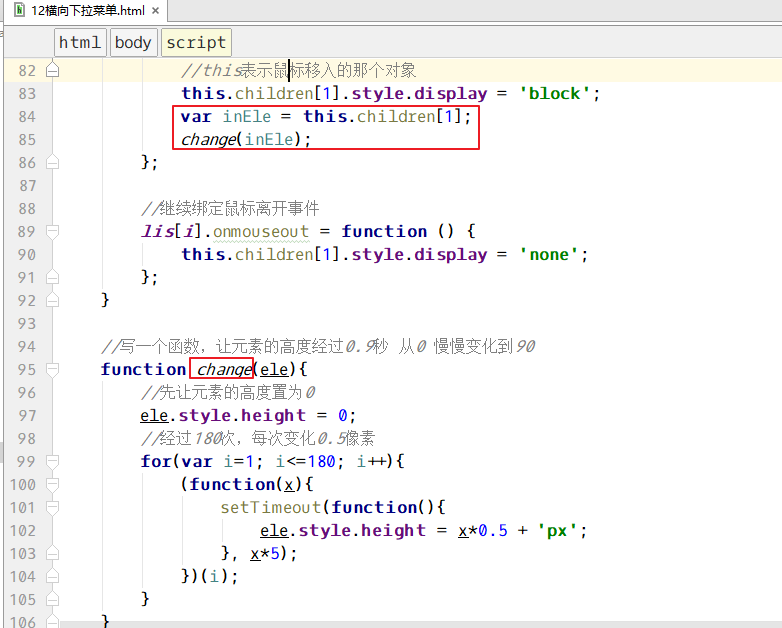 12横向下拉菜单.html ×
html body script
82 //this表示鼠标移入的那个对象
83 this.children[1].style.display = 'block';
84 var inEle = this.children[1];
85 change(inEle);
86 };
87
88 //继续绑定鼠标离开事件
89 lis[i].onmouseout = function () {
90 this.children[1].style.display = 'none';
91 };
92 }
93
94 //写一个函数，让元素的高度经过0.9秒 从0 慢慢变化到90
95 function change(ele){
96 //先让元素的高度置为0
97 ele.style.height = 0;
98 //经过180次，每次变化0.5像素
99 for(var i=1; i<=180; i++){
100 (function(x){
101 setTimeout(function(){
102 ele.style.height = x*0.5 + 'px';
103 }, x*5);
104 })(i);
105 }
106 }